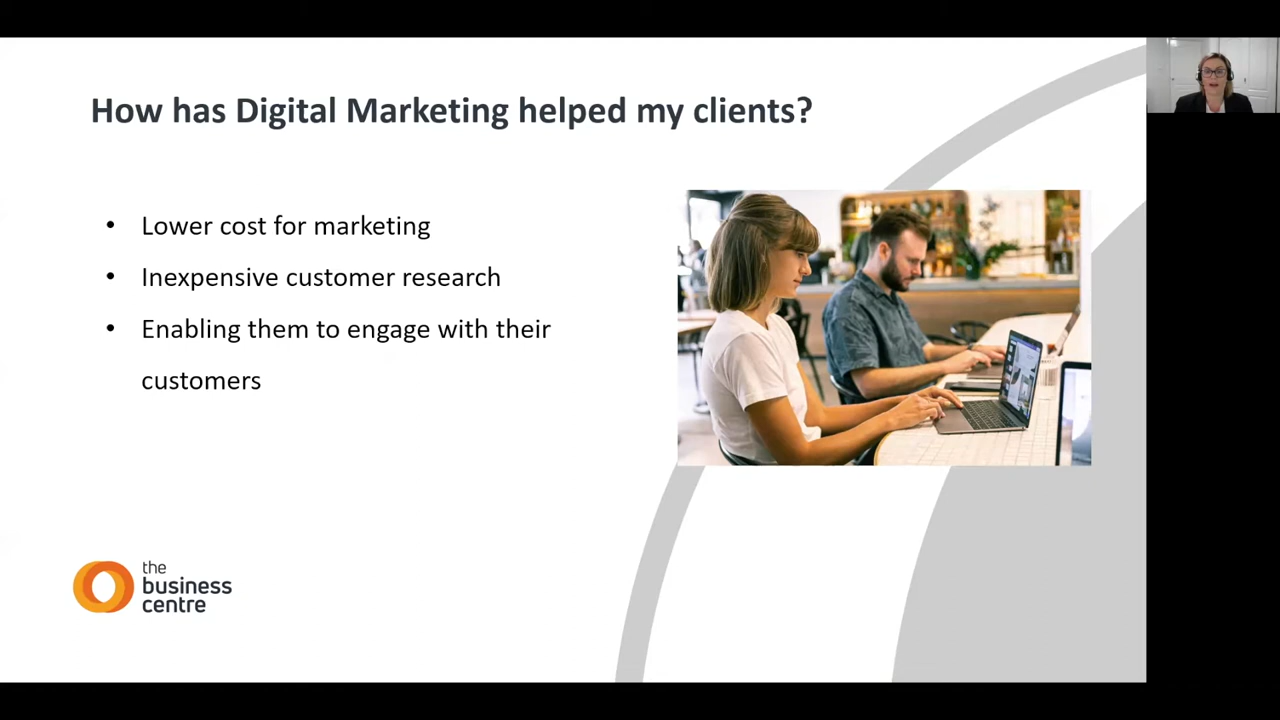 How has Digital Marketing helped my clients?
• Lower cost for marketing
• Inexpensive customer research
• Enabling them to engage with their
customers
the
business
centre